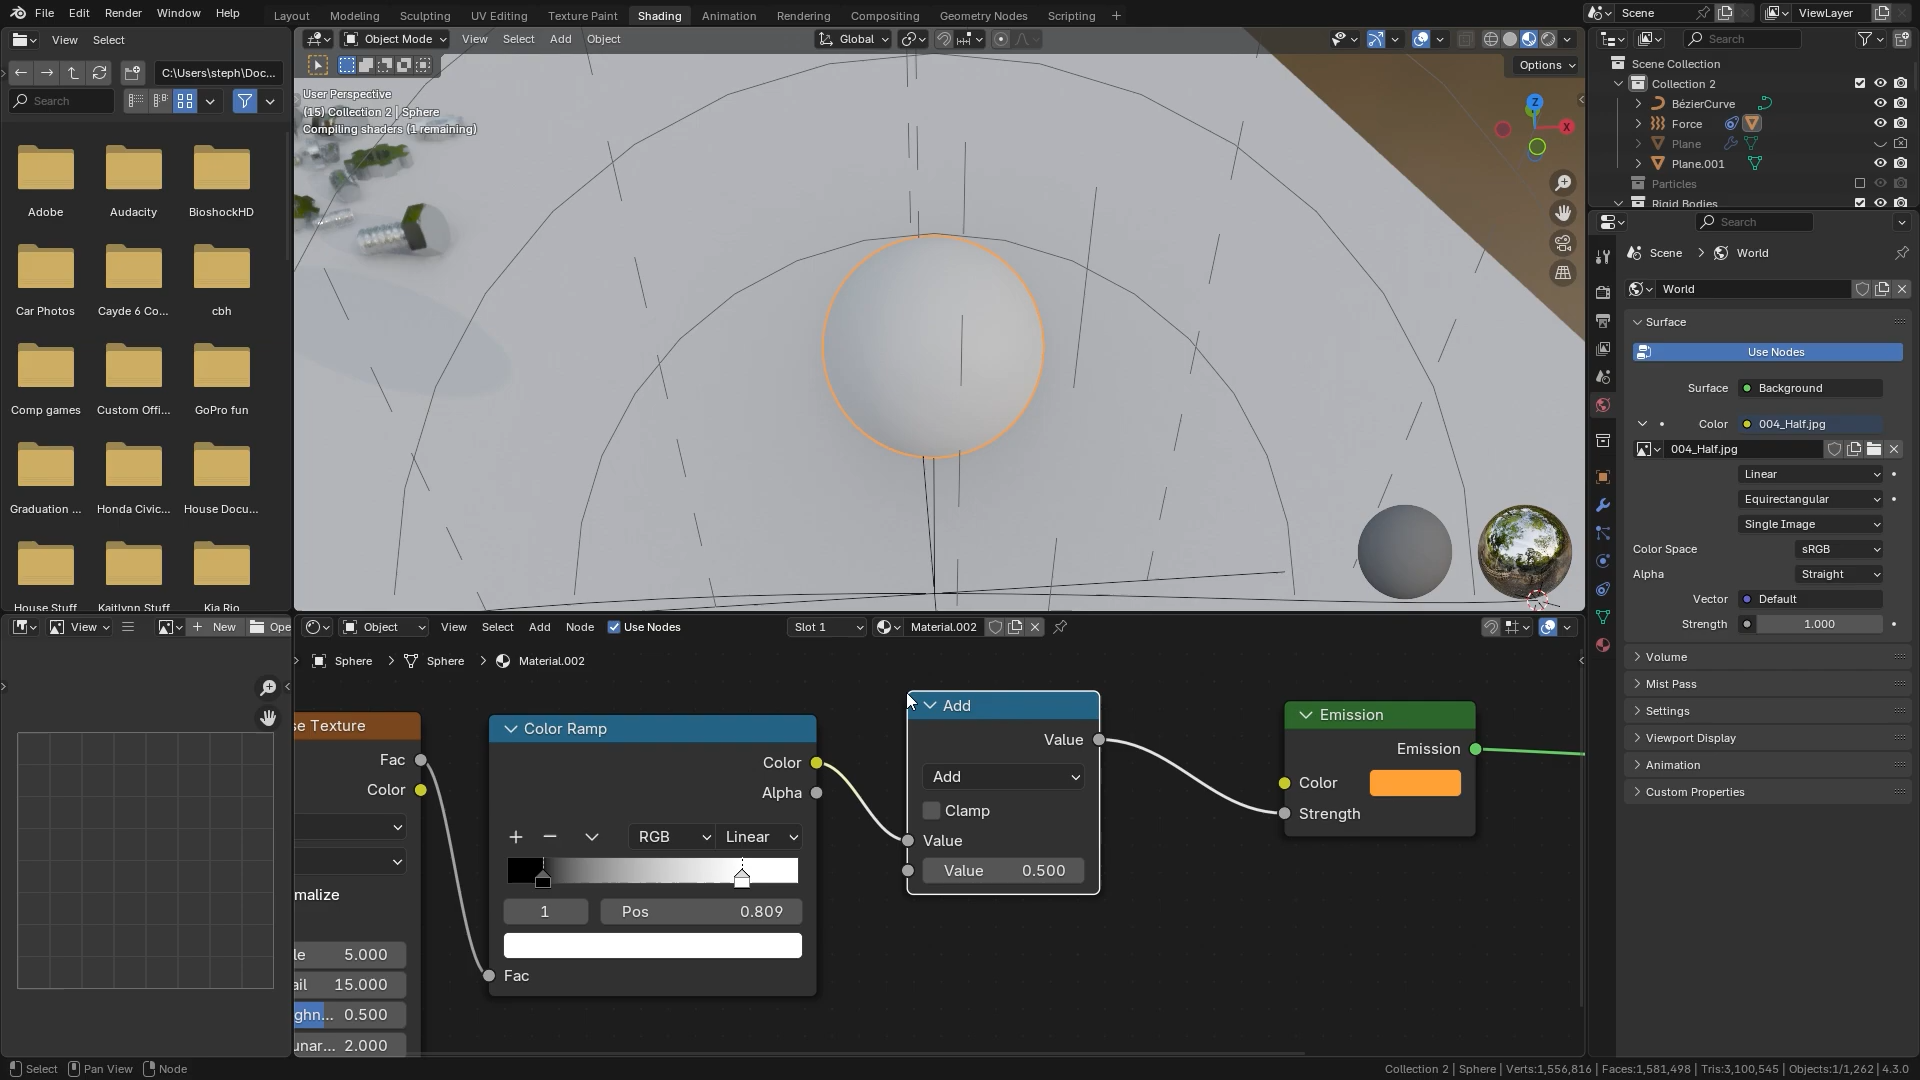 File Edit Render Window Help Layout Modeling Sculpting UV Editing Texture Paint Shading Animation Rendering Compositing Geometry Nodes Scripting + Scene ViewLayer
View Select
C:\Users\steph\Doc...
Search
Adobe Audacity BioshockHD
Car Photos Cayde 6 Co... cbh
Comp games Custom Offi... GoPro fun
Graduation ... Honda Civic... House Docu...
House Stuff Kaitlynn Stuff Kia Rio
Object Mode View Select Add Object Global
Options
User Perspective
(15) Collection 2 | Sphere
Compiling shaders (1 remaining)
Z
X
Search
Scene Collection
Collection 2
BézierCurve
Force
Plane
Plane.001
Particles
Rigid Bodies
Search
Scene > World
World
Surface
Use Nodes
Surface Background
Color 004_Half.jpg
004_Half.jpg
Linear
Equirectangular
Single Image
Color Space sRGB
Alpha Straight
Vector Default
Strength 1.000
Volume
Mist Pass
Settings
Viewport Display
Animation
Custom Properties
View + New Ope
Object View Select Add Node Use Nodes Slot 1 Material.002
Sphere > Sphere > Material.002
se Texture
Fac
Color
malize
le 5.000
ail 15.000
ghn... 0.500
unar... 2.000
Color Ramp
Color
Alpha
RGB Linear
1 Pos 0.809
Fac
Add
Value
Add
Clamp
Value
Value 0.500
Emission
Emission
Color
Strength
Select Pan View Node Collection 2 | Sphere | Verts:1,556,816 | Faces:1,581,498 | Tris:3,100,545 | Objects:1/1,262 | 4.3.0